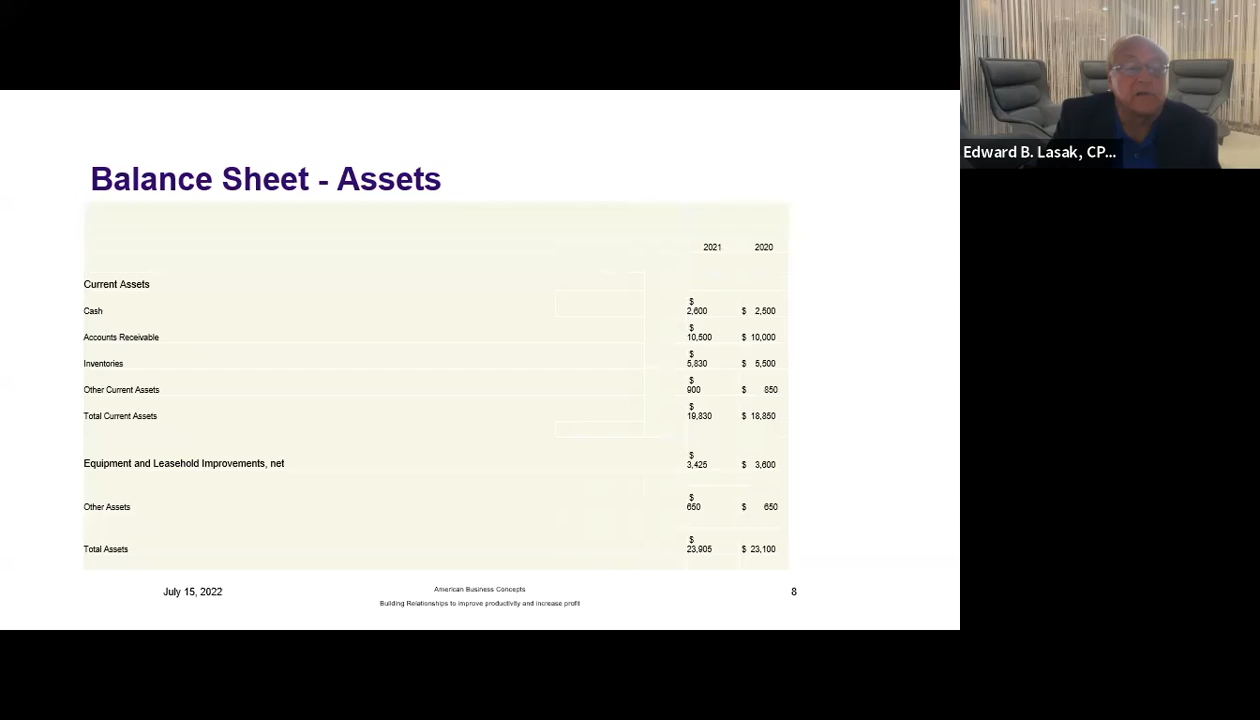 Edward B. Lasak, CP...
Balance Sheet - Assets
2021 2020
Current Assets
Cash $ 2,600 $ 2,500
Accounts Receivable $ 10,500 $ 10,000
Inventories $ 5,830 $ 5,500
Other Current Assets $ 900 $ 850
Total Current Assets $ 19,830 $ 18,850
Equipment and Leasehold Improvements, net $ 3,425 $ 3,600
Other Assets $ 650 $ 650
Total Assets $ 23,905 $ 23,100
July 15, 2022
American Business Concepts
Building Relationships to improve productivity and increase profit
8